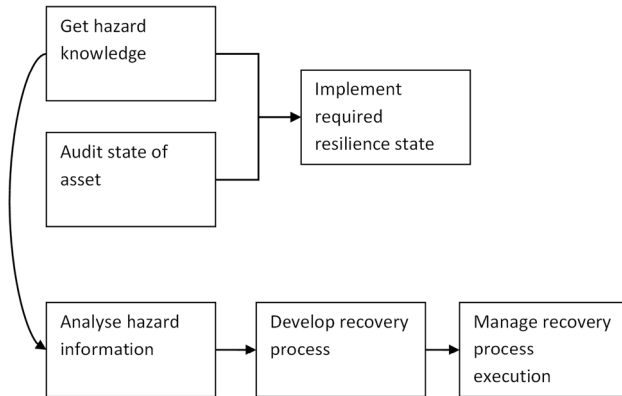 Get hazard
knowledge
Implement
required
resilience state
Audit state of
asset
Analyse hazard
information
Develop recovery
process
Manage recovery
process
execution